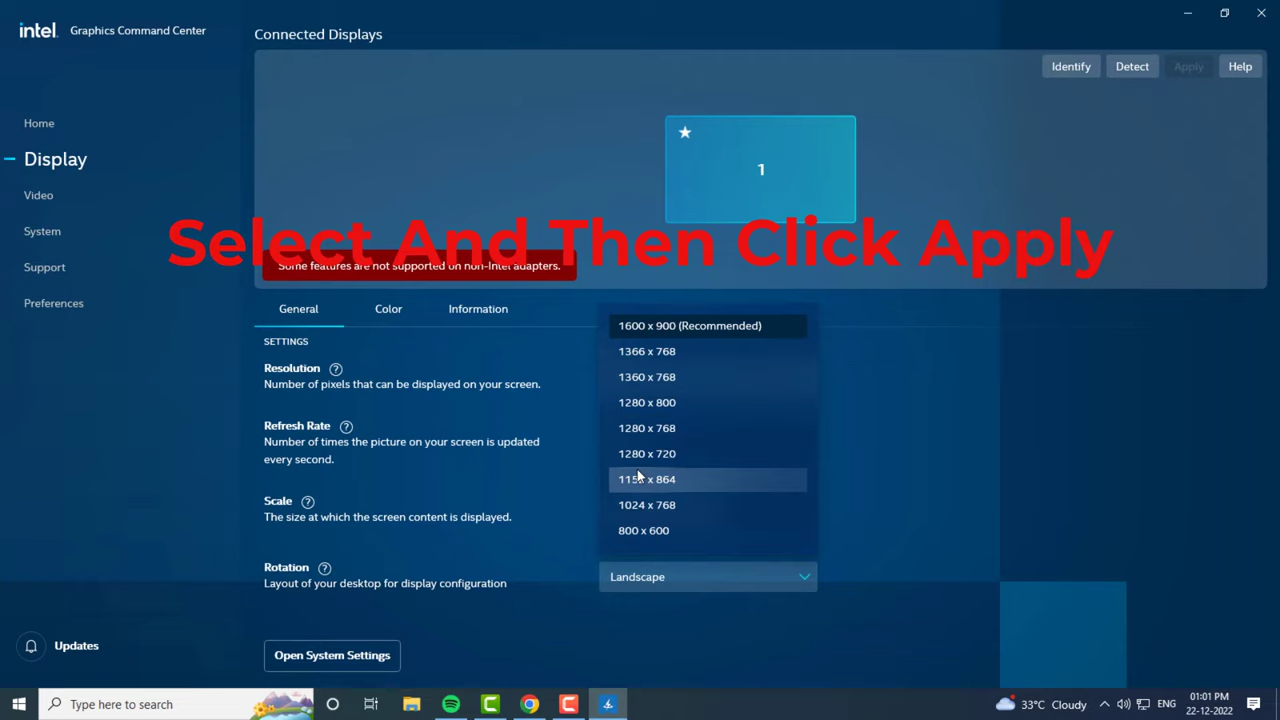 intel. Graphics Command Center
Connected Displays
Identify
Detect
Apply
Help
1
Home
Display
Video
System
Support
Preferences
Select And Then Click Apply
Some features are not supported on non-Intel adapters.
General
Color
Information
SETTINGS
Resolution ?
Number of pixels that can be displayed on your screen.
Refresh Rate ?
Number of times the picture on your screen is updated
every second.
Scale ?
The size at which the screen content is displayed.
Rotation ?
Layout of your desktop for display configuration
1600 x 900 (Recommended)
1366 x 768
1360 x 768
1280 x 800
1280 x 768
1280 x 720
1152 x 864
1024 x 768
800 x 600
Landscape
Updates
Open System Settings
Type here to search
33°C Cloudy
ENG
01:01 PM
22-12-2022